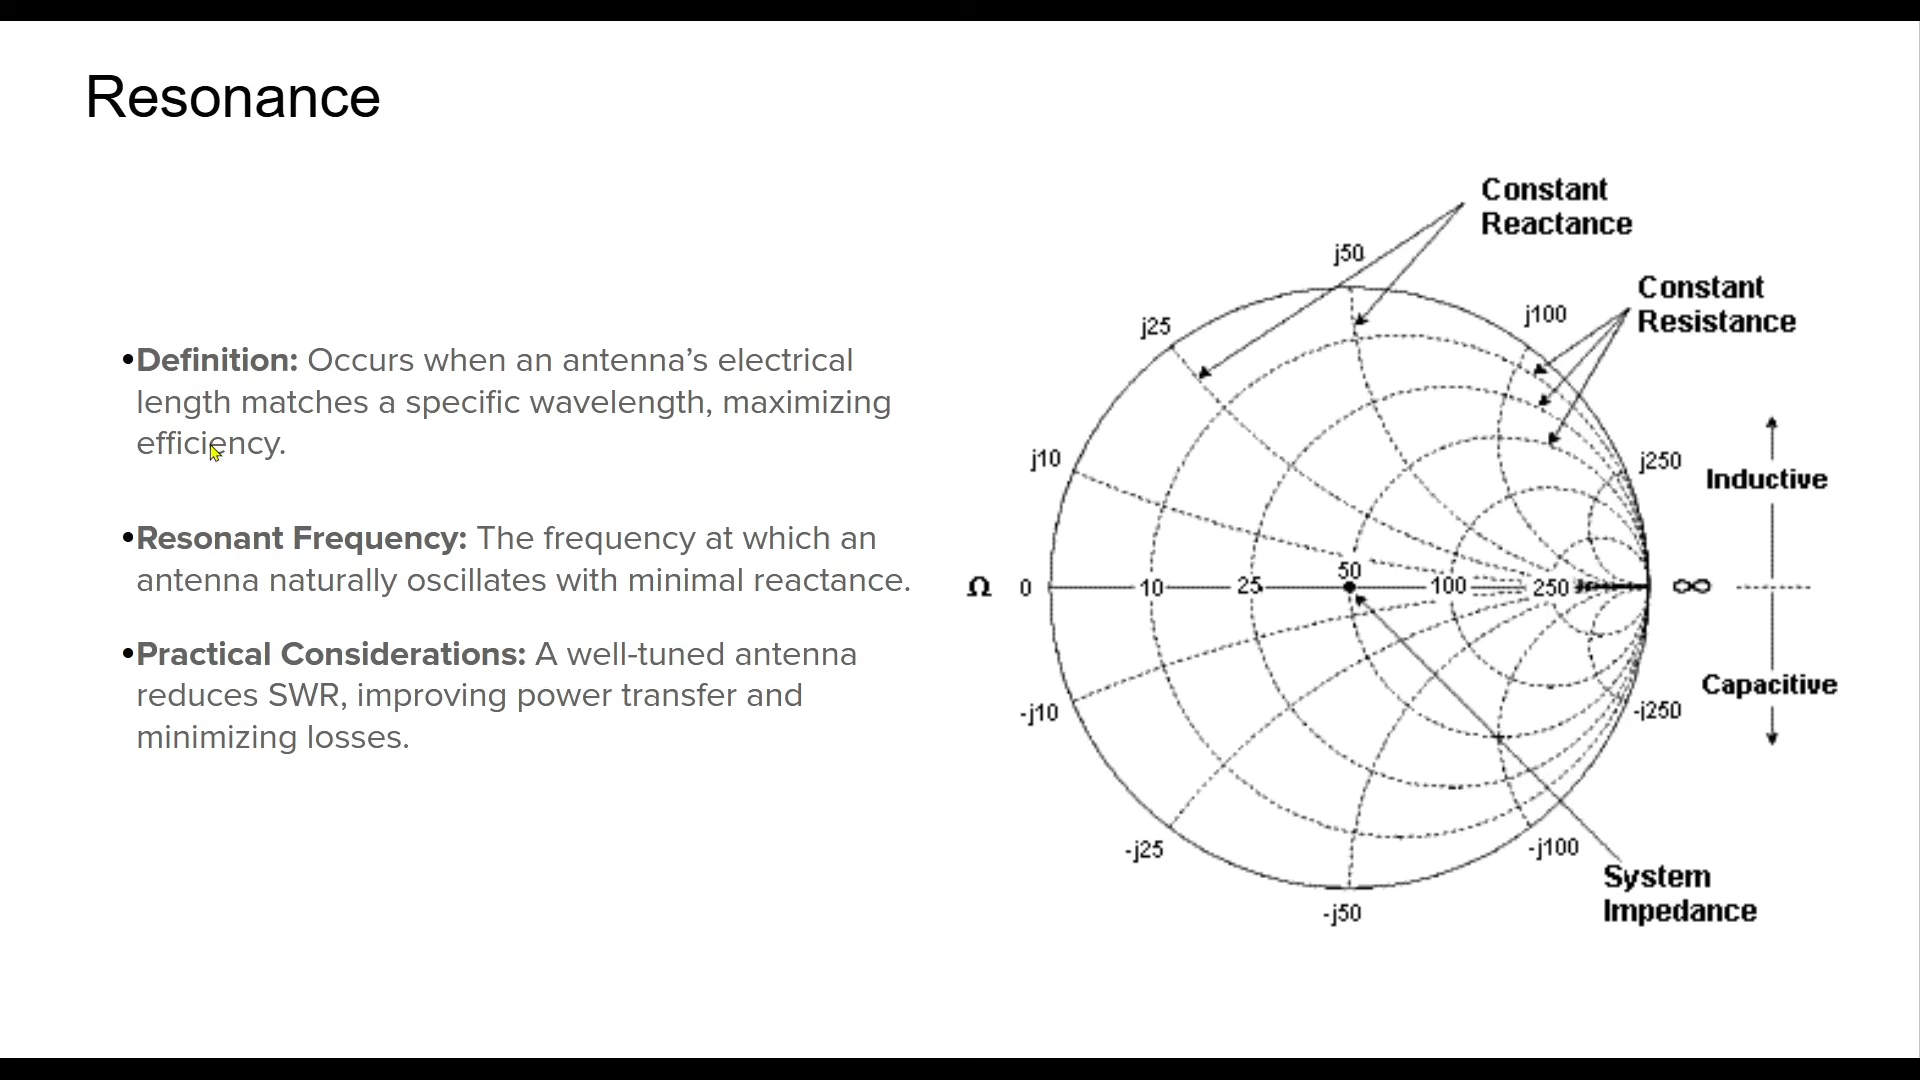 Resonance
•Definition: Occurs when an antenna’s electrical
length matches a specific wavelength, maximizing
efficiency.
•Resonant Frequency: The frequency at which an
antenna naturally oscillates with minimal reactance.
•Practical Considerations: A well-tuned antenna
reduces SWR, improving power transfer and
minimizing losses.
Constant
Reactance
Constant
Resistance
j50
j25
j100
j10
j250
Inductive
Ω 0 10 25 50 100 250 ∞
Capacitive
-j10
-j250
-j25
-j100
-j50
System
Impedance